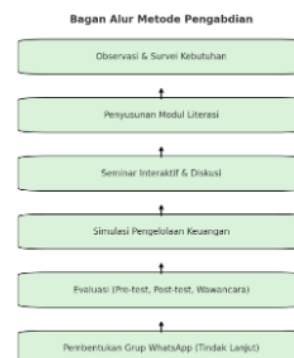 Bagan Alur Metode Pengabdian
Observasi & Survei Kebutuhan
Penyusunan Modul Literasi
Seminar Interaktif & Diskusi
Simulasi Pengelolaan Keuangan
Evaluasi (Pre-test, Post-test, Wawancara)
Pembentukan Grup WhatsApp (Tindak Lanjut)